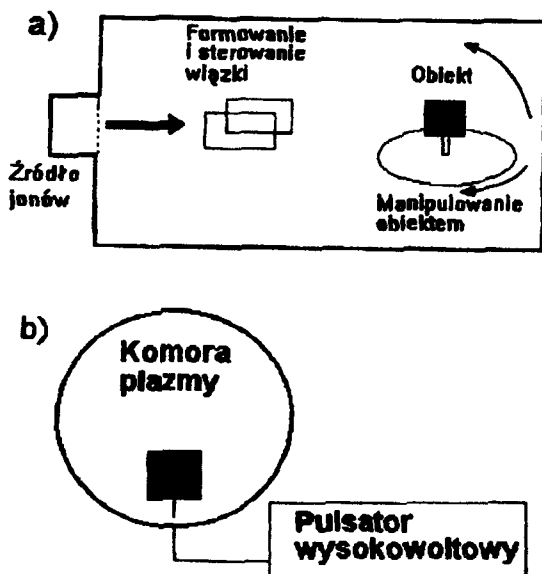 a)
Formowanie
i sterowanie
wiązki
Obiekt
Źródło
jonów
Manipulowanie
obiektem
b)
Komora
plazmy
Pulsator
wysokowoltowy